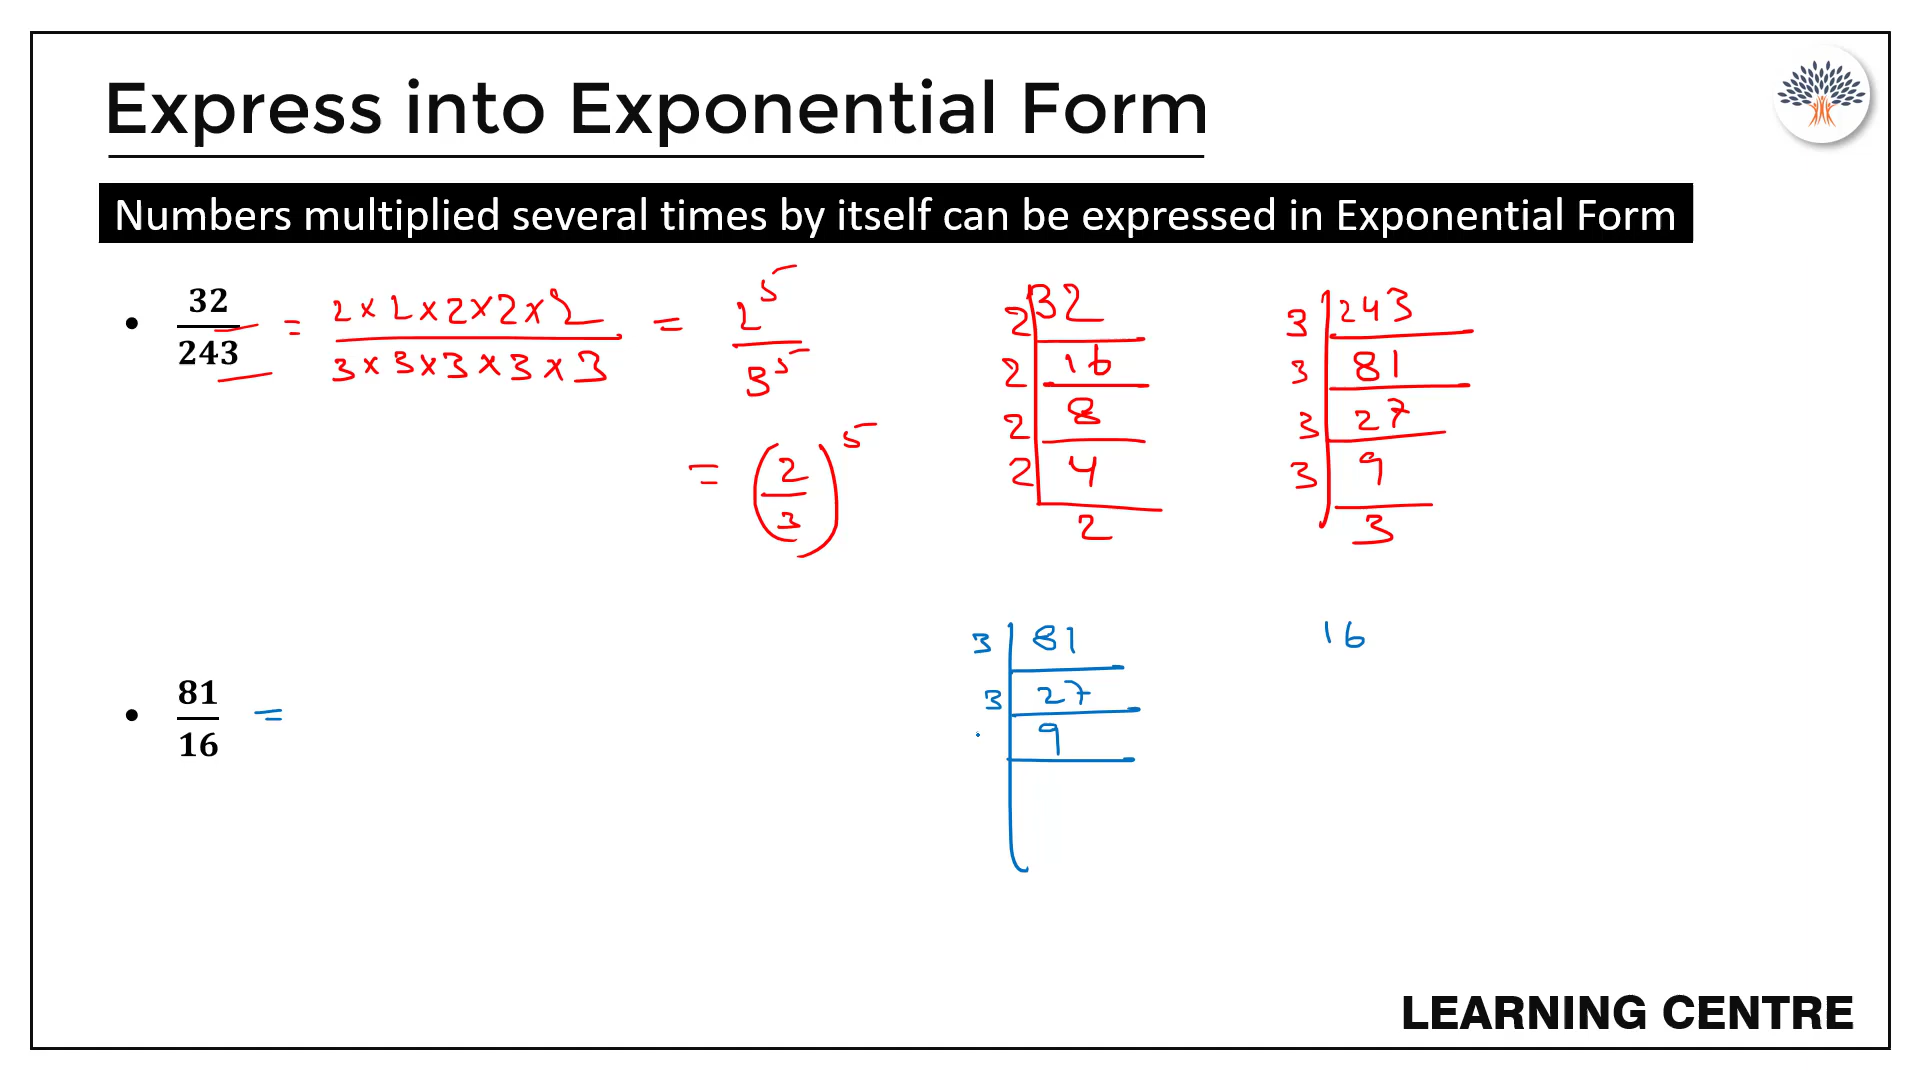 Express into Exponential Form
Numbers multiplied several times by itself can be expressed in Exponential Form
• 32/243 = (2 × 2 × 2 × 2 × 2)/(3 × 3 × 3 × 3 × 3) = 2^5/3^5
= (2/3)^5
2 | 32
2 | 16
2 | 8
2 | 4
2
3 | 243
3 | 81
3 | 27
3 | 9
3
• 81/16 =
3 | 81
3 | 27
9
16
LEARNING CENTRE